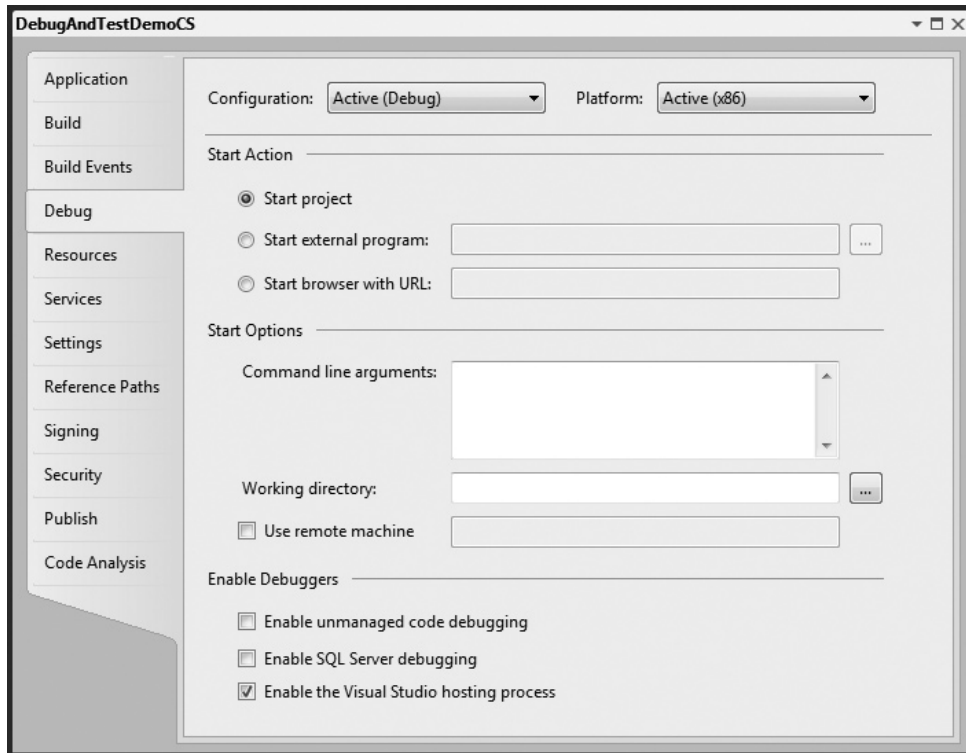 DebugAndTestDemoCS
Application
Build
Build Events
Debug
Resources
Services
Settings
Reference Paths
Signing
Security
Publish
Code Analysis
Configuration: Active (Debug) Platform: Active (x86)
Start Action
Start project
Start external program: ...
Start browser with URL:
Start Options
Command line arguments:
Working directory: ...
Use remote machine
Enable Debuggers
Enable unmanaged code debugging
Enable SQL Server debugging
Enable the Visual Studio hosting process